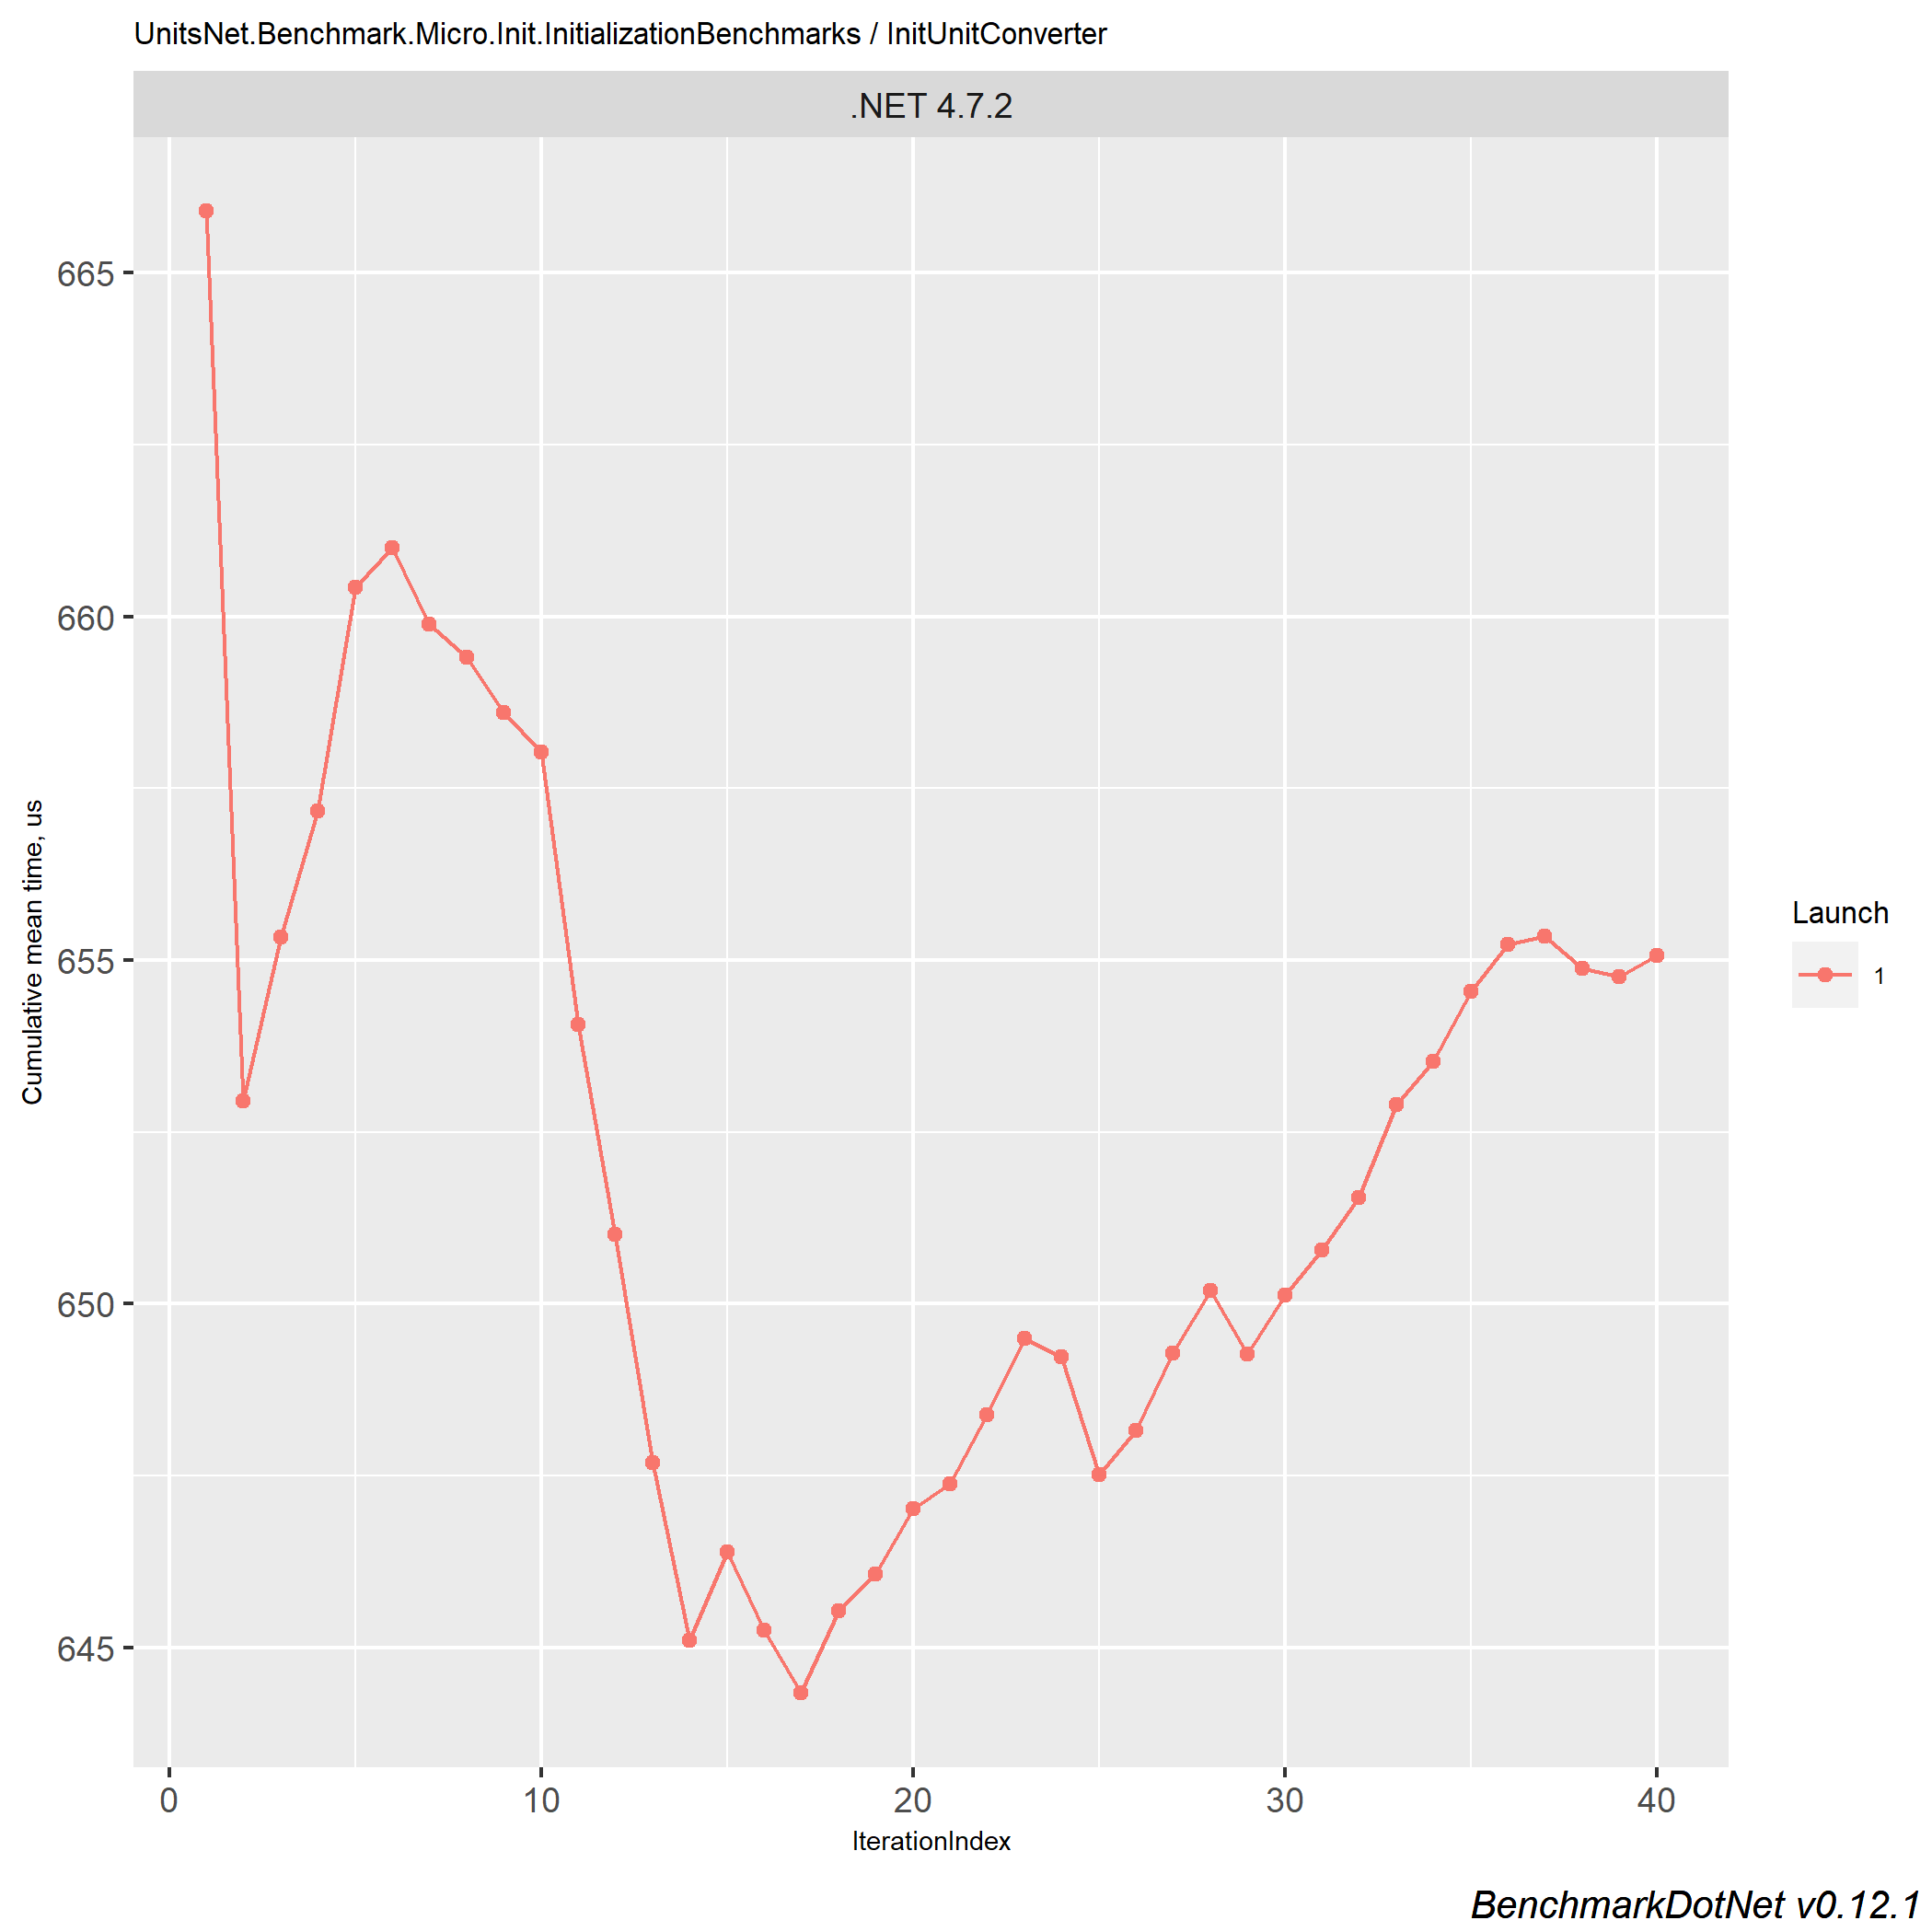 UnitsNet.Benchmark.Micro.Init.InitializationBenchmarks / InitUnitConverter
.NET 4.7.2
665
660
655
650
645
Cumulative mean time, us
0 10 20 30 40
IterationIndex
Launch
1
BenchmarkDotNet v0.12.1